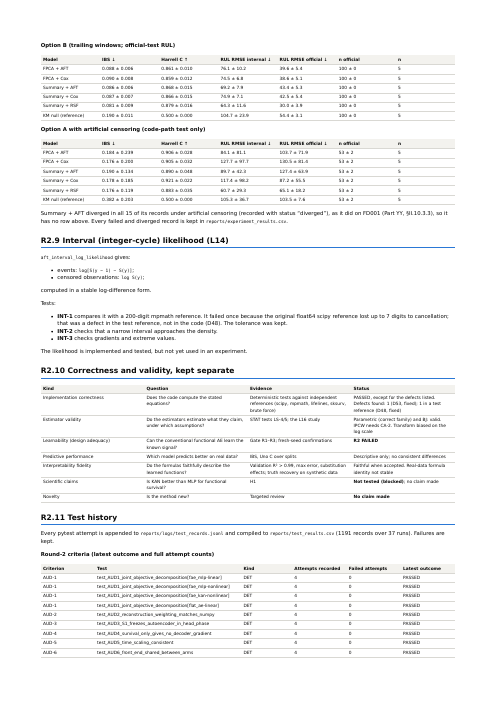 Option B (trailing windows; official-test RUL)
Model IBS ↓ Harrell C ↑ RUL RMSE interval ↓ RUL RMSE official ↓ n official n
FPCA + AFT 0.088 ± 0.006 0.861 ± 0.010 76.1 ± 10.2 39.6 ± 5.4 100 ± 0 5
FPCA + Cox 0.090 ± 0.008 0.859 ± 0.012 74.5 ± 6.8 38.6 ± 5.1 100 ± 0 5
Summary + AFT 0.086 ± 0.006 0.868 ± 0.015 69.2 ± 7.9 43.4 ± 5.3 100 ± 0 5
Summary + Cox 0.087 ± 0.007 0.866 ± 0.015 74.9 ± 7.1 42.5 ± 5.4 100 ± 0 5
Summary + RSF 0.081 ± 0.009 0.879 ± 0.016 64.3 ± 11.6 30.0 ± 3.9 100 ± 0 5
KM null (reference) 0.190 ± 0.011 0.500 ± 0.000 104.7 ± 23.9 54.4 ± 3.1 100 ± 0 5
Option A with artificial censoring (code-path test only)
Model IBS ↓ Harrell C ↑ RUL RMSE interval ↓ RUL RMSE official ↓ n official n
FPCA + AFT 0.184 ± 0.239 0.906 ± 0.028 84.1 ± 81.1 103.7 ± 71.9 53 ± 2 5
FPCA + Cox 0.176 ± 0.200 0.905 ± 0.032 127.7 ± 97.7 130.5 ± 81.4 53 ± 2 5
Summary + AFT 0.190 ± 0.134 0.890 ± 0.048 89.7 ± 42.3 127.4 ± 63.9 53 ± 2 5
Summary + Cox 0.178 ± 0.185 0.921 ± 0.022 117.4 ± 98.2 87.2 ± 55.5 53 ± 2 5
Summary + RSF 0.176 ± 0.119 0.883 ± 0.035 60.7 ± 29.3 65.1 ± 18.2 53 ± 2 5
KM null (reference) 0.382 ± 0.203 0.500 ± 0.000 105.3 ± 36.7 103.5 ± 7.6 53 ± 2 5
Summary + AFT diverged in all 15 of its records under artificial censoring (recorded with status "diverged"), as it did on FD001 (Part YY, §II.10.3.3), so it
has no row above. Every failed and diverged record is kept in reports/experiment_results.csv.
R2.9 Interval (integer-cycle) likelihood (L14)
aft_interval_log_likelihood gives:
• events: log[S(y − 1) − S(y)];
• censored observations: log S(y);
computed in a stable log-difference form.
Tests:
• INT-1 compares it with a 200-digit mpmath reference. It failed once because the original float64 scipy reference lost up to 7 digits to cancellation;
that was a defect in the test reference, not in the code (D48). The tolerance was kept.
• INT-2 checks that a narrow interval approaches the density.
• INT-3 checks gradients and extreme values.
The likelihood is implemented and tested, but not yet used in an experiment.
R2.10 Correctness and validity, kept separate
Kind Question Evidence Status
Implementation correctness Does the code compute the stated equations? Deterministic tests against independent references (scipy, mpmath, lifelines, sksurv, brute force) PASSED, except for the defects listed. Defects found: 1 (D53, fixed); 1 in a test reference (D48, fixed)
Estimator validity Do the estimators estimate what they claim, under which assumptions? STAT tests L5-4/5; the L16 study Parametric (correct family) and BJ: valid IPCW needs CA-2. Transform biased on the log scale
Learnability (design adequacy) Can the conventional functional AE learn the known signal? Gate R1–R3; fresh-seed confirmations R2 FAILED
Predictive performance Which model predicts better on real data? IBS, Uno C over splits Descriptive only; no consistent differences
Interpretability fidelity Do the formulas faithfully describe the learned functions? Validation R² > 0.99, max error, substitution effects; truth recovery on synthetic data Faithful when accepted. Real-data formula identity not stable
Scientific claims Is KAN better than MLP for functional survival? H1 Not tested (blocked); no claim made
Novelty Is the method new? Targeted review No claim made
R2.11 Test history
Every pytest attempt is appended to reports/logs/test_records.jsonl and compiled to reports/test_results.csv (1191 records over 37 runs). Failures are
kept.
Round-2 criteria (latest outcome and full attempt counts)
Criterion Test Kind Attempts recorded Failed attempts Latest outcome
AUD-1 test_AUD1_joint_objective_decomposition[fae_mlp-linear] DET 4 0 PASSED
AUD-1 test_AUD1_joint_objective_decomposition[fae_mlp-nonlinear] DET 4 0 PASSED
AUD-1 test_AUD1_joint_objective_decomposition[fae_kan-nonlinear] DET 4 0 PASSED
AUD-1 test_AUD1_joint_objective_decomposition[flat_ae-linear] DET 4 0 PASSED
AUD-2 test_AUD2_reconstruction_weighting_matches_numpy DET 4 0 PASSED
AUD-3 test_AUD3_S1_freezes_autoencoder_in_head_phase DET 4 0 PASSED
AUD-4 test_AUD4_survival_only_gives_no_decoder_gradient DET 4 0 PASSED
AUD-5 test_AUD5_time_scaling_consistent DET 4 0 PASSED
AUD-6 test_AUD6_front_end_shared_between_arms DET 4 0 PASSED